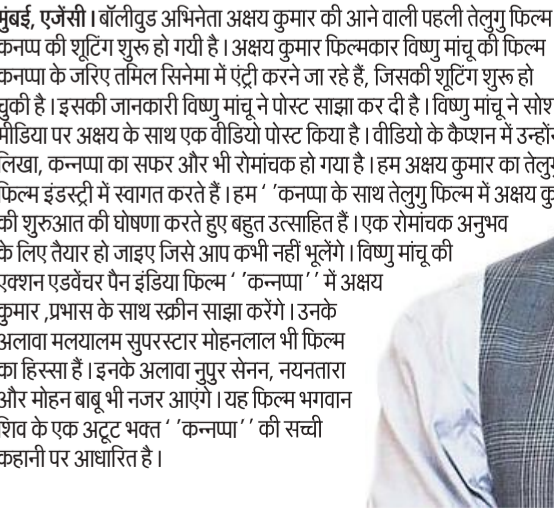 मुंबई, एजेंसी। बॉलीवुड अभिनेता अक्षय कुमार की आने वाली पहली तेलुगु फिल्म
कनप्प की शूटिंग शुरू हो गयी है। अक्षय कुमार फिल्मकार विष्णु मांचू की फिल्म
कनप्पा के जरिए तमिल सिनेमा में एंट्री करने जा रहे हैं, जिसकी शूटिंग शुरू हो
चुकी है। इसकी जानकारी विष्णु मांचू ने पोस्ट साझा कर दी है। विष्णु मांचू ने
मीडिया पर अक्षय के साथ एक वीडियो पोस्ट किया है। वीडियो के कैप्शन में
लिखा, कन्नप्पा का सफर और भी रोमांचक हो गया है। हम अक्षय कुमार का
फिल्म इंडस्ट्री में स्वागत करते हैं। हम ‘ ’कनप्पा के साथ तेलुगु फिल्म में अक्षय
की शुरुआत की घोषणा करते हुए बहुत उत्साहित हैं। एक रोमांचक अनुभव
के लिए तैयार हो जाइए जिसे आप कभी नहीं भूलेंगे। विष्णु मांचू की
एक्शन एडवेंचर पैन इंडिया फिल्म ‘ ’कन्नप्पा’ ’ में अक्षय
कुमार ,प्रभास के साथ स्क्रीन साझा करेंगे। उनके
अलावा मलयालम सुपरस्टार मोहनलाल भी फिल्म
का हिस्सा हैं। इनके अलावा नुपुर सेनन, नयनतारा
और मोहन बाबू भी नजर आएंगे। यह फिल्म भगवान
शिव के एक अटूट भक्त ‘ ’कन्नप्पा’ ’ की सच्ची
कहानी पर आधारित है।